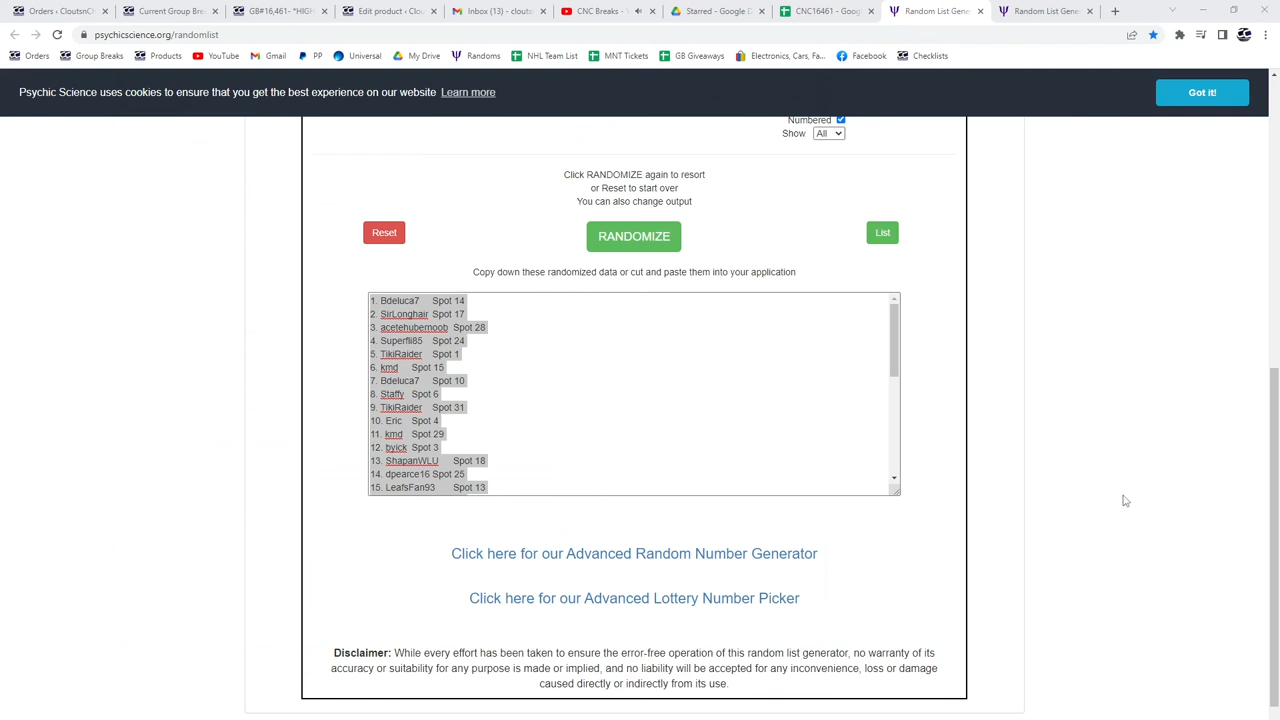 Orders ‹ CloutsnCh
Current Group Bre
GB#16,461- *HIGH
Edit product ‹ Clou
Inbox (13) - clouts
CNC Breaks - 
Starred - Google D
CNC16461 - Goog
Random List Gene
Random List Gene
psychicscience.org/randomlist
Orders
Group Breaks
Products
YouTube
Gmail
PP
Universal
My Drive
Randoms
NHL Team List
MNT Tickets
GB Giveaways
Electronics, Cars, Fa...
Facebook
Checklists
Psychic Science uses cookies to ensure that you get the best experience on our website Learn more
Got it!
Numbered
Show All
Click RANDOMIZE again to resort
or Reset to start over
You can also change output
Reset
RANDOMIZE
List
Copy down these randomized data or cut and paste them into your application
1. Bdeluca7 Spot 14
2. SirLonghair Spot 17
3. acetehubernoob Spot 28
4. Superfli85 Spot 24
5. TikiRaider Spot 1
6. kmd Spot 15
7. Bdeluca7 Spot 10
8. Staffy Spot 6
9. TikiRaider Spot 31
10. Eric Spot 4
11. kmd Spot 29
12. byick Spot 3
13. ShapanWLU Spot 18
14. dpearce16 Spot 25
15. LeafsFan93 Spot 13
Click here for our Advanced Random Number Generator
Click here for our Advanced Lottery Number Picker
Disclaimer: While every effort has been taken to ensure the error-free operation of this random list generator, no warranty of its
accuracy or suitability for any purpose is made or implied, and no liability will be accepted for any inconvenience, loss or damage
caused directly or indirectly from its use.